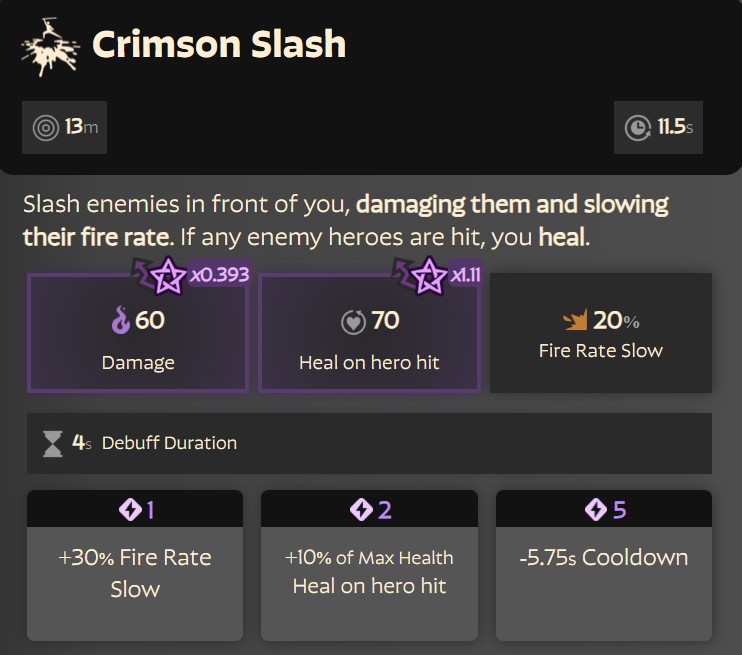 Crimson Slash
13m
11.5s
Slash enemies in front of you, damaging them and slowing
their fire rate. If any enemy heroes are hit, you heal.
x0.393
x1.11
60
Damage
70
Heal on hero hit
20%
Fire Rate Slow
4s Debuff Duration
1
+30% Fire Rate
Slow
2
+10% of Max Health
Heal on hero hit
5
-5.75s Cooldown